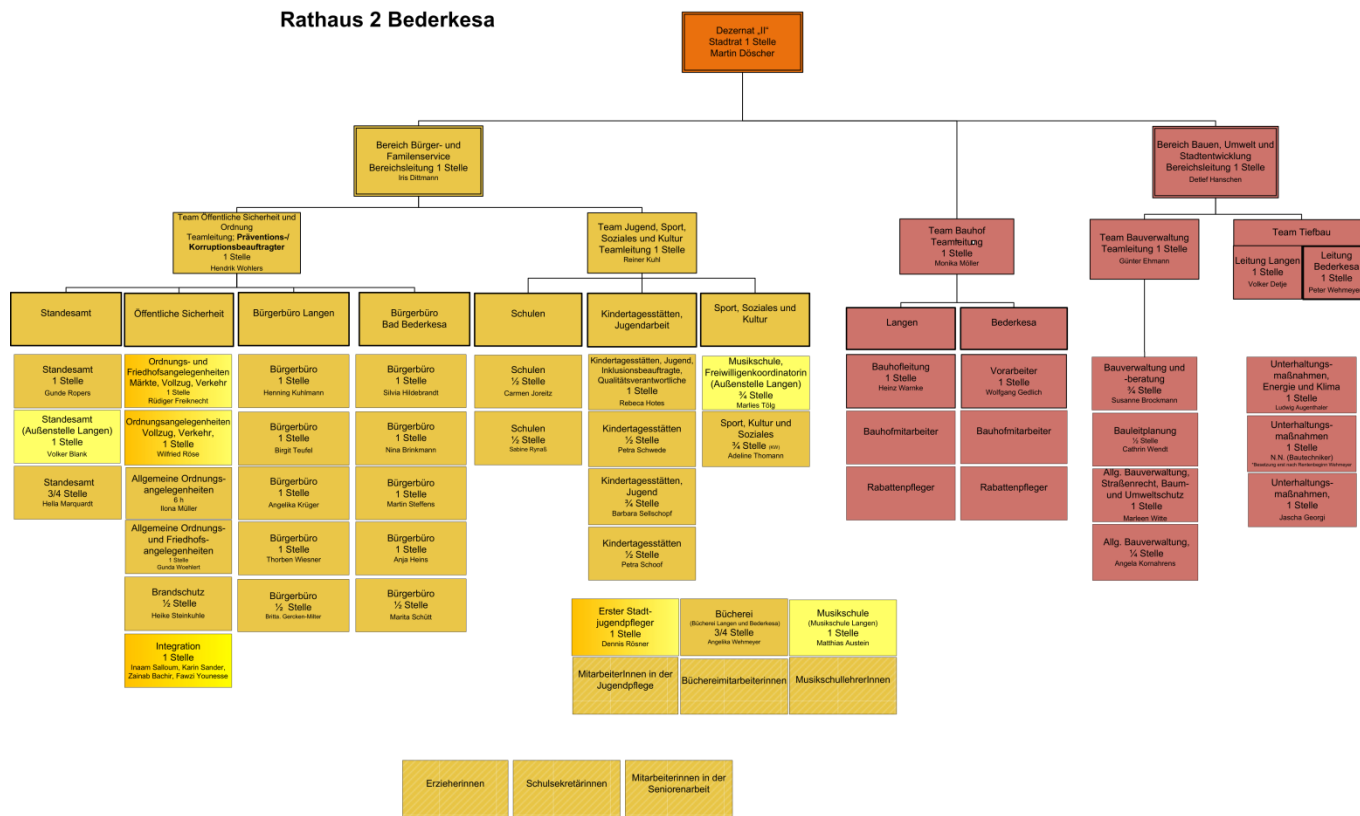 Rathaus 2 Bederkesa
Dezernat „II“
Stadtrat 1 Stelle
Martin Döscher
Bereich Bürger- und
Familenservice
Bereichsleitung 1 Stelle
Iris Dittmann
Bereich Bauen, Umwelt und
Stadtentwicklung
Bereichsleitung 1 Stelle
Detlef Hanschen
Team Öffentliche Sicherheit und
Ordnung
Teamleitung; Präventions-/
Korruptionsbeauftragter
1 Stelle
Hendrik Wohlers
Team Jugend, Sport,
Soziales und Kultur
Teamleitung 1 Stelle
Reiner Kuhl
Team Bauhof
Teamleitung
1 Stelle
Monika Möller
Team Bauverwaltung
Teamleitung 1 Stelle
Günter Ehmann
Team Tiefbau
Leitung Langen
1 Stelle
Volker Detje
Leitung
Bederkesa
1 Stelle
Peter Wehmeyer
Standesamt
Öffentliche Sicherheit
Bürgerbüro Langen
Bürgerbüro
Bad Bederkesa
Schulen
Kindertagesstätten,
Jugendarbeit
Sport, Soziales und
Kultur
Langen
Bederkesa
Standesamt
1 Stelle
Gunde Ropers
Ordnungs- und
Friedhofsangelegenheiten
Märkte, Vollzug, Verkehr
1 Stelle
Rüdiger Freiknecht
Bürgerbüro
1 Stelle
Henning Kuhlmann
Bürgerbüro
1 Stelle
Silvia Hildebrandt
Schulen
½ Stelle
Carmen Joreitz
Kindertagesstätten, Jugend,
Inklusionsbeauftragte,
Qualitätsverantwortliche
1 Stelle
Rebeca Hotes
Musikschule,
Freiwilligenkoordinatorin
(Außenstelle Langen)
¾ Stelle
Marlies Tölg
Bauhofleitung
1 Stelle
Heinz Warnke
Vorarbeiter
1 Stelle
Wolfgang Gedlich
Bauverwaltung und
-beratung
¾ Stelle
Susanne Brockmann
Unterhaltungs-
maßnahmen,
Energie und Klima
1 Stelle
Ludwig Augenthaler
Standesamt
(Außenstelle Langen)
1 Stelle
Volker Blank
Ordnungsangelegenheiten
Vollzug, Verkehr,
1 Stelle
Wilfried Röse
Bürgerbüro
1 Stelle
Birgit Teufel
Bürgerbüro
1 Stelle
Nina Brinkmann
Schulen
½ Stelle
Sabine Rynaß
Kindertagesstätten
½ Stelle
Petra Schwede
Sport, Kultur und
Soziales
¾ Stelle (KW)
Adeline Thomann
Bauhofmitarbeiter
Bauhofmitarbeiter
Bauleitplanung
½ Stelle
Cathrin Wendt
Unterhaltungs-
maßnahmen
1 Stelle
N.N. (Bautechniker)
*Besetzung erst nach Rentenbeginn Wehmeyer
Standesamt
3/4 Stelle
Hella Marquardt
Allgemeine Ordnungs-
angelegenheiten
6 h
Ilona Müller
Bürgerbüro
1 Stelle
Angelika Krüger
Bürgerbüro
1 Stelle
Martin Steffens
Kindertagesstätten,
Jugend
¾ Stelle
Barbara Sellschopf
Rabattenpfleger
Rabattenpfleger
Allg. Bauverwaltung,
Straßenrecht, Baum-
und Umweltschutz
1 Stelle
Marleen Witte
Unterhaltungs-
maßnahmen,
1 Stelle
Jascha Georgi
Allgemeine Ordnungs-
und Friedhofs-
angelegenheiten
1 Stelle
Gunda Woehlert
Bürgerbüro
1 Stelle
Thorben Wiesner
Bürgerbüro
1 Stelle
Anja Heins
Kindertagesstätten
½ Stelle
Petra Schoof
Allg. Bauverwaltung,
¼ Stelle
Angela Komahrens
Brandschutz
½ Stelle
Heike Steinkuhle
Bürgerbüro
½ Stelle
Britta. Gercken-Mitter
Bürgerbüro
½ Stelle
Marita Schütt
Erster Stadt-
jugendpfleger
1 Stelle
Dennis Rösner
Bücherei
(Bücherei Langen und Bederkesa)
3/4 Stelle
Angelika Wehmeyer
Musikschule
(Musikschule Langen)
1 Stelle
Matthias Austein
Integration
1 Stelle
Inaam Salloum, Karin Sander,
Zainab Bachir, Fawzi Younesse
MitarbeiterInnen in der
Jugendpflege
Büchereimitarbeiterinnen
MusikschullehrerInnen
Erzieherinnen
Schulsekretärinnen
Mitarbeiterinnen in der
Seniorenarbeit